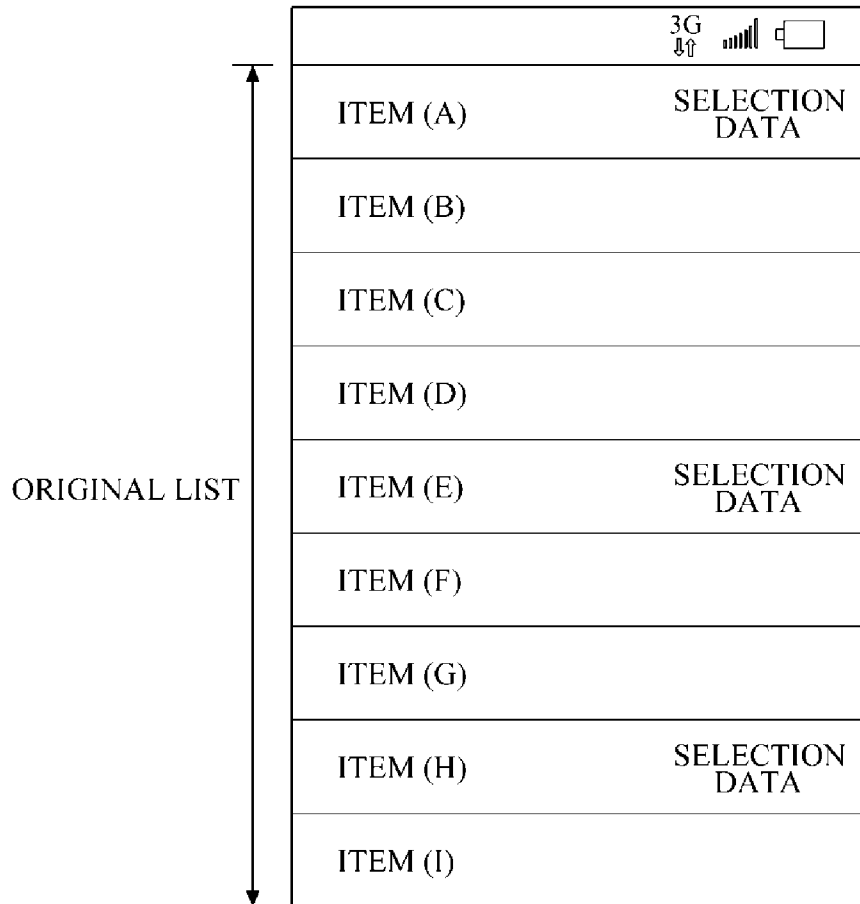 3G
ITEM (A)
SELECTION
DATA
ITEM (B)
ITEM (C)
ITEM (D)
ORIGINAL LIST
ITEM (E)
SELECTION
DATA
ITEM (F)
ITEM (G)
ITEM (H)
SELECTION
DATA
ITEM (I)